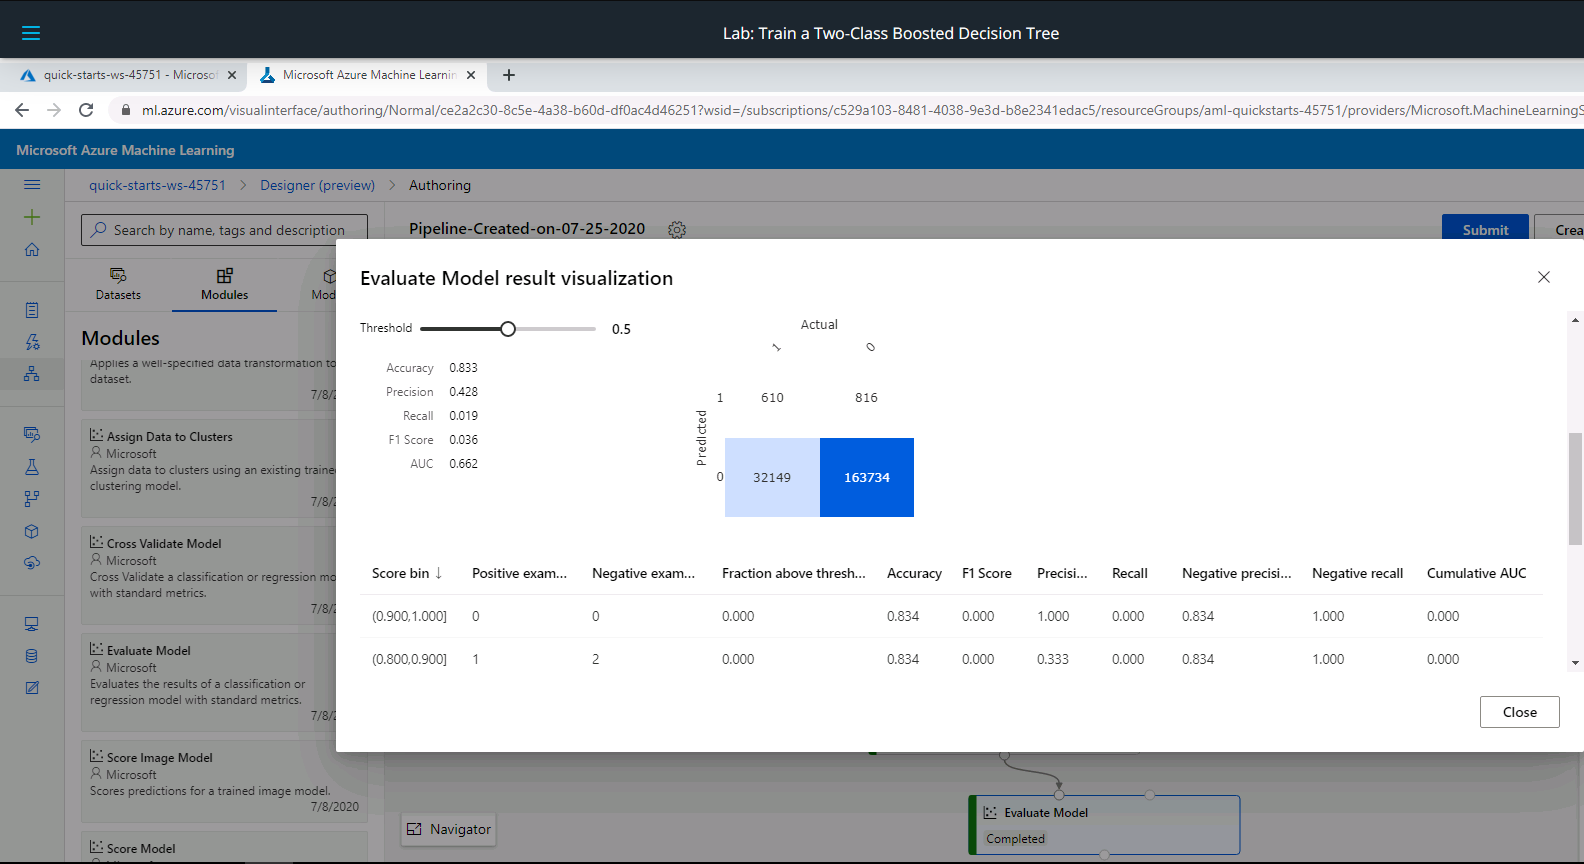 Lab: Train a Two-Class Boosted Decision Tree
quick-starts-ws-45751 - Microsof
Microsoft Azure Machine Learnin
ml.azure.com/visualinterface/authoring/Normal/ce2a2c30-8c5e-4a38-b60d-df0ac4d46251?wsid=/subscriptions/c529a103-8481-4038-9e3d-b8e2341edac5/resourceGroups/aml-quickstarts-45751/providers/Microsoft.MachineLearningS
Microsoft Azure Machine Learning
quick-starts-ws-45751 > Designer (preview) > Authoring
Search by name, tags and description
Pipeline-Created-on-07-25-2020
Submit
Crea
Datasets
Modules
Mod
Modules
Applies a well-specified data transformation to
dataset.
7/8/2
Assign Data to Clusters
Microsoft
Assign data to clusters using an existing traine
clustering model.
7/8/2
Cross Validate Model
Microsoft
Cross Validate a classification or regression mo
with standard metrics.
7/8/2
Evaluate Model
Microsoft
Evaluates the results of a classification or
regression model with standard metrics.
7/8/2
Score Image Model
Microsoft
Scores predictions for a trained image model.
7/8/2020
Score Model
Evaluate Model result visualization
Threshold 0.5
Accuracy 0.833
Precision 0.428
Recall 0.019
F1 Score 0.036
AUC 0.662
Actual
1 0
Predicted
1 610 816
0 32149 163734
Score bin ↓ Positive exam... Negative exam... Fraction above thresh... Accuracy F1 Score Precisi... Recall Negative precisi... Negative recall Cumulative AUC
(0.900,1.000] 0 0 0.000 0.834 0.000 1.000 0.000 0.834 1.000 0.000
(0.800,0.900] 1 2 0.000 0.834 0.000 0.333 0.000 0.834 1.000 0.000
Close
Navigator
Evaluate Model
Completed